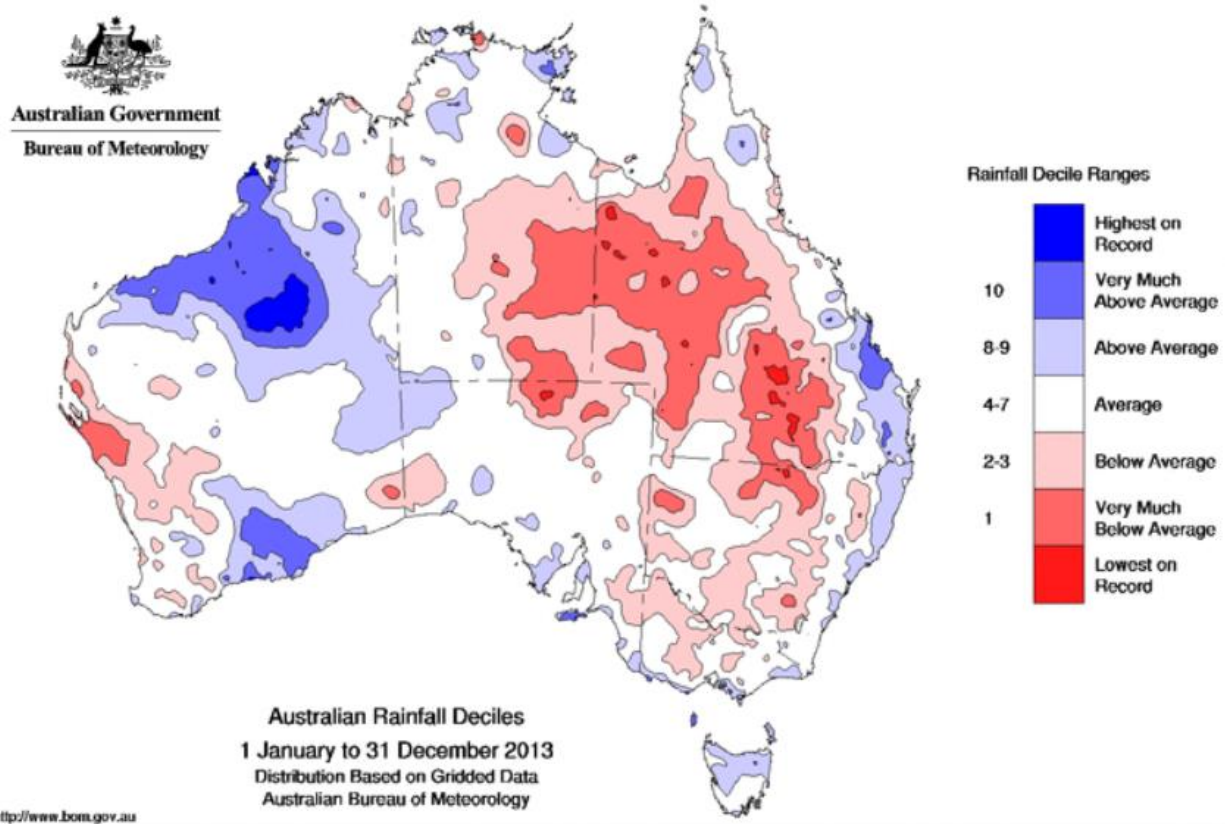 Australian Government
Bureau of Meteorology
Rainfall Decile Ranges
Highest on
Record
10
Very Much
Above Average
8-9
Above Average
4-7
Average
2-3
Below Average
1
Very Much
Below Average
Lowest on
Record
Australian Rainfall Deciles
1 January to 31 December 2013
Distribution Based on Gridded Data
Australian Bureau of Meteorology
ttp://www.bom.gov.au